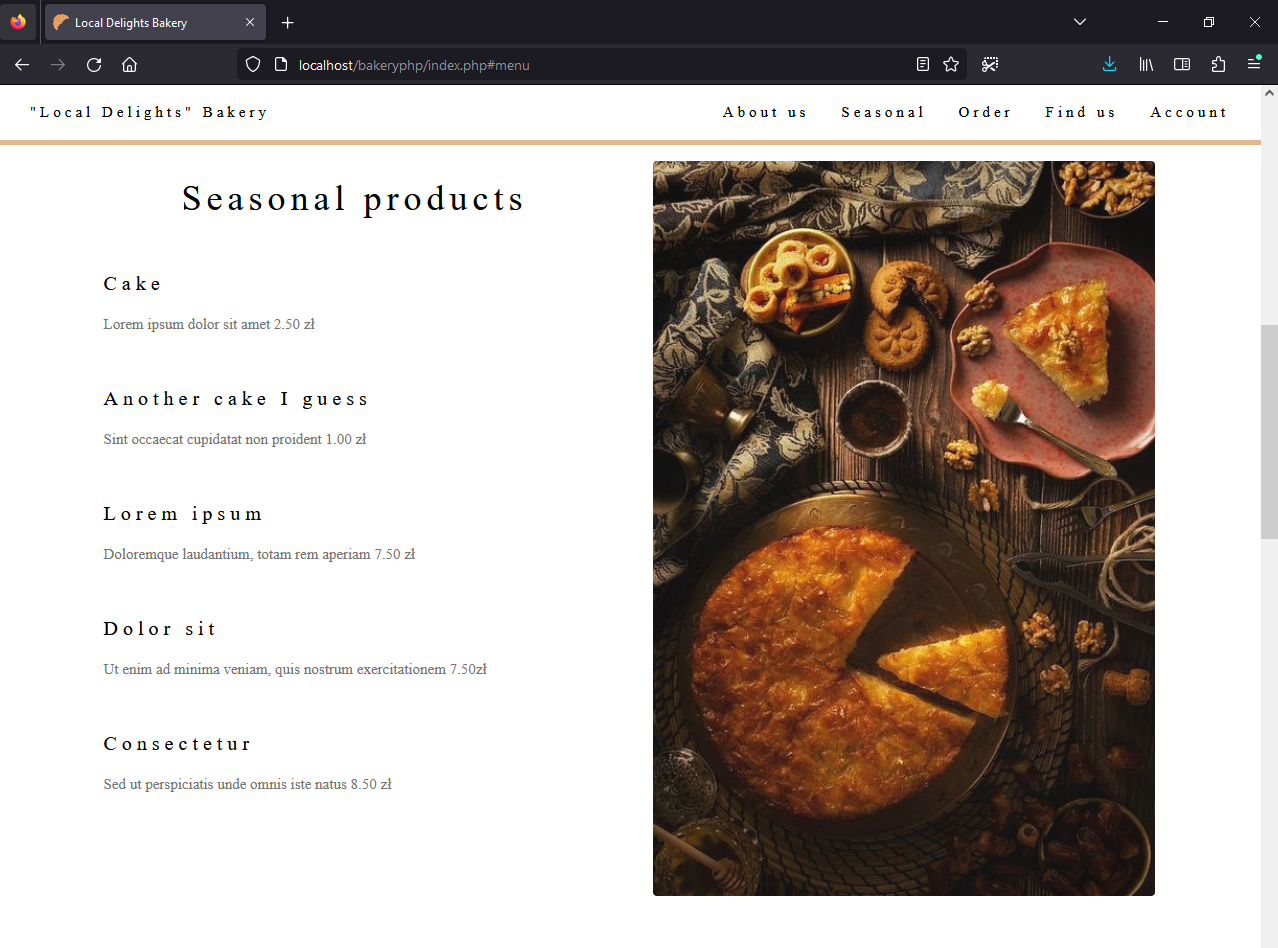 Local Delights Bakery
localhost/bakeryphp/index.php#menu
"Local Delights" Bakery
About us Seasonal Order Find us Account
Seasonal products
Cake
Lorem ipsum dolor sit amet 2.50 zł
Another cake I guess
Sint occaecat cupidatat non proident 1.00 zł
Lorem ipsum
Doloremque laudantium, totam rem aperiam 7.50 zł
Dolor sit
Ut enim ad minima veniam, quis nostrum exercitationem 7.50zł
Consectetur
Sed ut perspiciatis unde omnis iste natus 8.50 zł